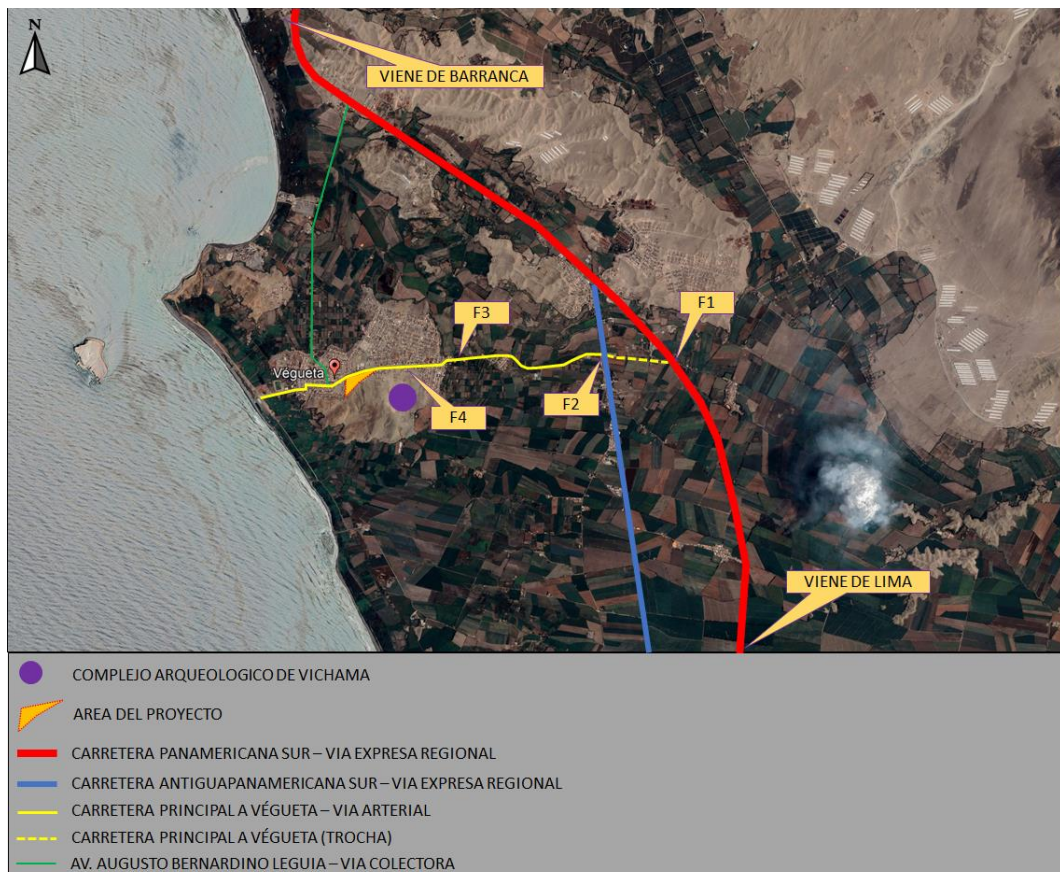 N
VIENE DE BARRANCA
F1
F3
Végueta
F2
F4
VIENE DE LIMA
COMPLEJO ARQUEOLOGICO DE VICHAMA
AREA DEL PROYECTO
CARRETERA PANAMERICANA SUR – VIA EXPRESA REGIONAL
CARRETERA ANTIGUAPANAMERICANA SUR – VIA EXPRESA REGIONAL
CARRETERA PRINCIPAL A VÉGUETA – VIA ARTERIAL
CARRETERA PRINCIPAL A VÉGUETA (TROCHA)
AV. AUGUSTO BERNARDINO LEGUIA – VIA COLECTORA